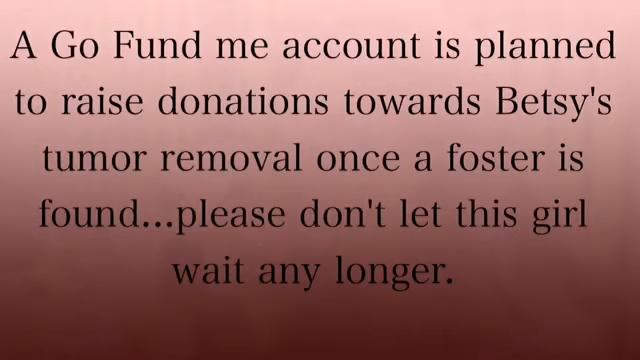 A Go Fund me account is planned
to raise donations towards Betsy's
tumor removal once a foster is
found...please don't let this girl
wait any longer.